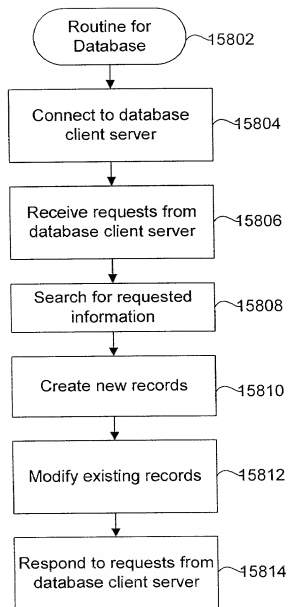 Routine for
Database
15802
Connect to database
client server
15804
Receive requests from
database client server
15806
Search for requested
information
15808
Create new records
15810
Modify existing records
15812
Respond to requests from
database client server
15814